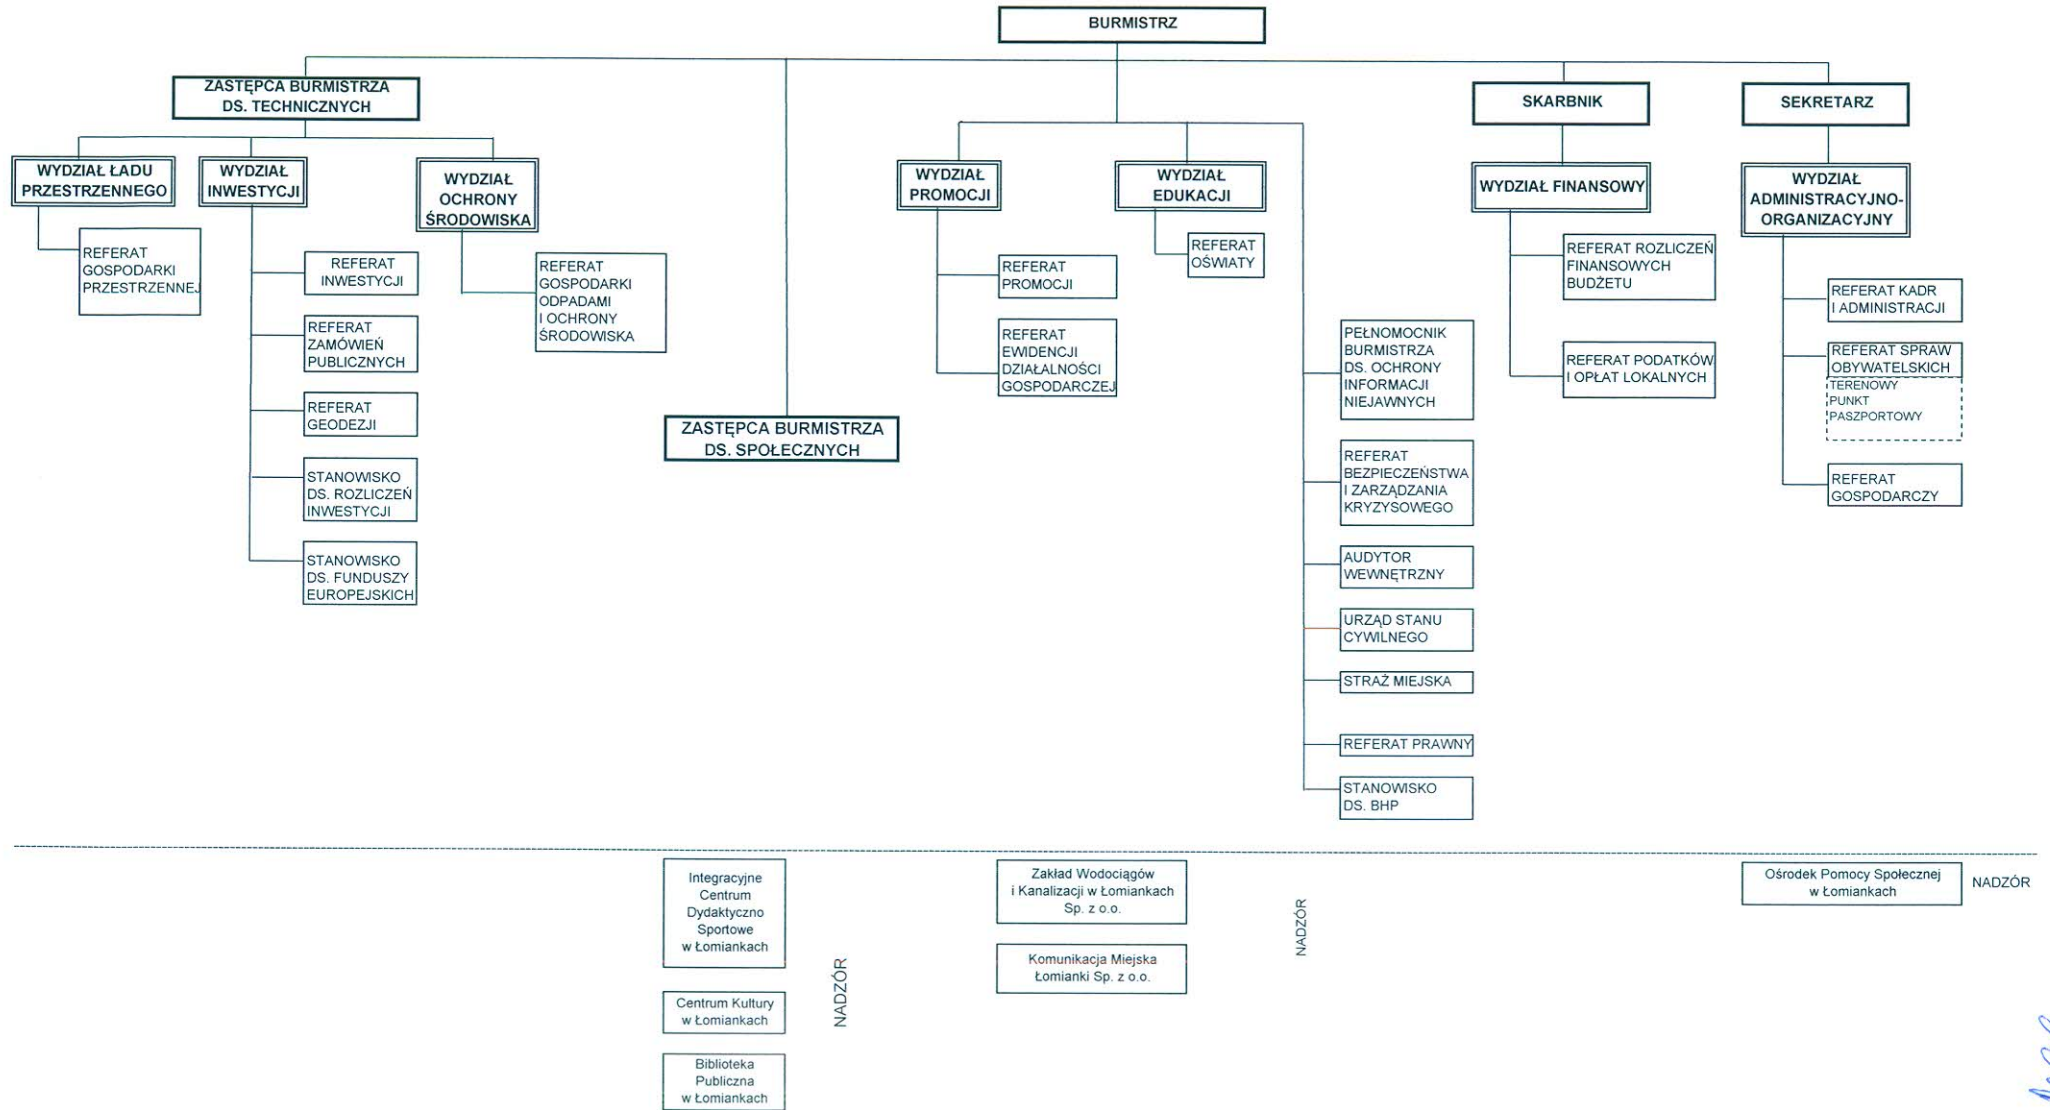 BURMISTRZ
ZASTĘPCA BURMISTRZA
DS. TECHNICZNYCH
SKARBNIK
SEKRETARZ
WYDZIAŁ ŁADU
PRZESTRZENNEGO
WYDZIAŁ
INWESTYCJI
WYDZIAŁ
OCHRONY
ŚRODOWISKA
WYDZIAŁ
PROMOCJI
WYDZIAŁ
EDUKACJI
WYDZIAŁ FINANSOWY
WYDZIAŁ
ADMINISTRACYJNO-
ORGANIZACYJNY
REFERAT
GOSPODARKI
PRZESTRZENNEJ
REFERAT
INWESTYCJI
REFERAT
ZAMÓWIEŃ
PUBLICZNYCH
REFERAT
GEODEZJI
STANOWISKO
DS. ROZLICZEŃ
INWESTYCJI
STANOWISKO
DS. FUNDUSZY
EUROPEJSKICH
REFERAT
GOSPODARKI
ODPADAMI
I OCHRONY
ŚRODOWISKA
ZASTĘPCA BURMISTRZA
DS. SPOŁECZNYCH
REFERAT
PROMOCJI
REFERAT
EWIDENCJI
DZIAŁALNOŚCI
GOSPODARCZEJ
REFERAT
OŚWIATY
PEŁNOMOCNIK
BURMISTRZA
DS. OCHRONY
INFORMACJI
NIEJAWNYCH
REFERAT
BEZPIECZEŃSTWA
I ZARZĄDZANIA
KRYZYSOWEGO
AUDYTOR
WEWNĘTRZNY
URZĄD STANU
CYWILNEGO
STRAŻ MIEJSKA
REFERAT PRAWNY
STANOWISKO
DS. BHP
REFERAT ROZLICZEŃ
FINANSOWYCH
BUDŻETU
REFERAT PODATKÓW
I OPŁAT LOKALNYCH
REFERAT KADR
I ADMINISTRACJI
REFERAT SPRAW
OBYWATELSKICH
TERENOWY
PUNKT
PASZPORTOWY
REFERAT
GOSPODARCZY
Integracyjne
Centrum
Dydaktyczno
Sportowe
w Łomiankach
Centrum Kultury
w Łomiankach
Biblioteka
Publiczna
w Łomiankach
NADZÓR
Zakład Wodociągów
i Kanalizacji w Łomiankach
Sp. z o.o.
Komunikacja Miejska
Łomianki Sp. z o.o.
NADZÓR
Ośrodek Pomocy Społecznej
w Łomiankach
NADZÓR